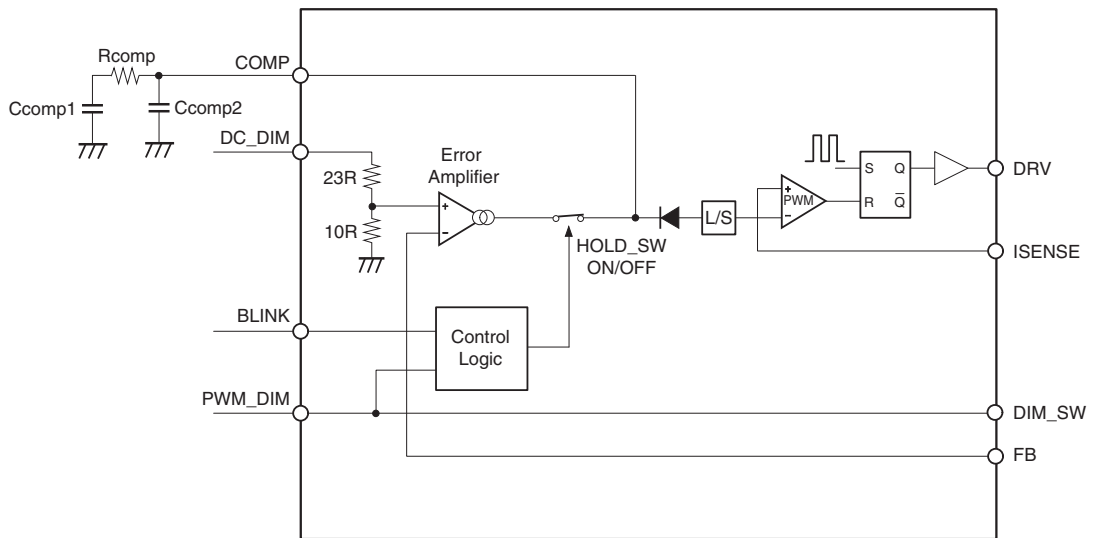 Rcomp
COMP
Ccomp1
Ccomp2
DC_DIM
23R
10R
Error
Amplifier
+
−
HOLD_SW
ON/OFF
L/S
+
PWM
−
S
Q
R
Q̅
DRV
ISENSE
BLINK
Control
Logic
PWM_DIM
DIM_SW
FB